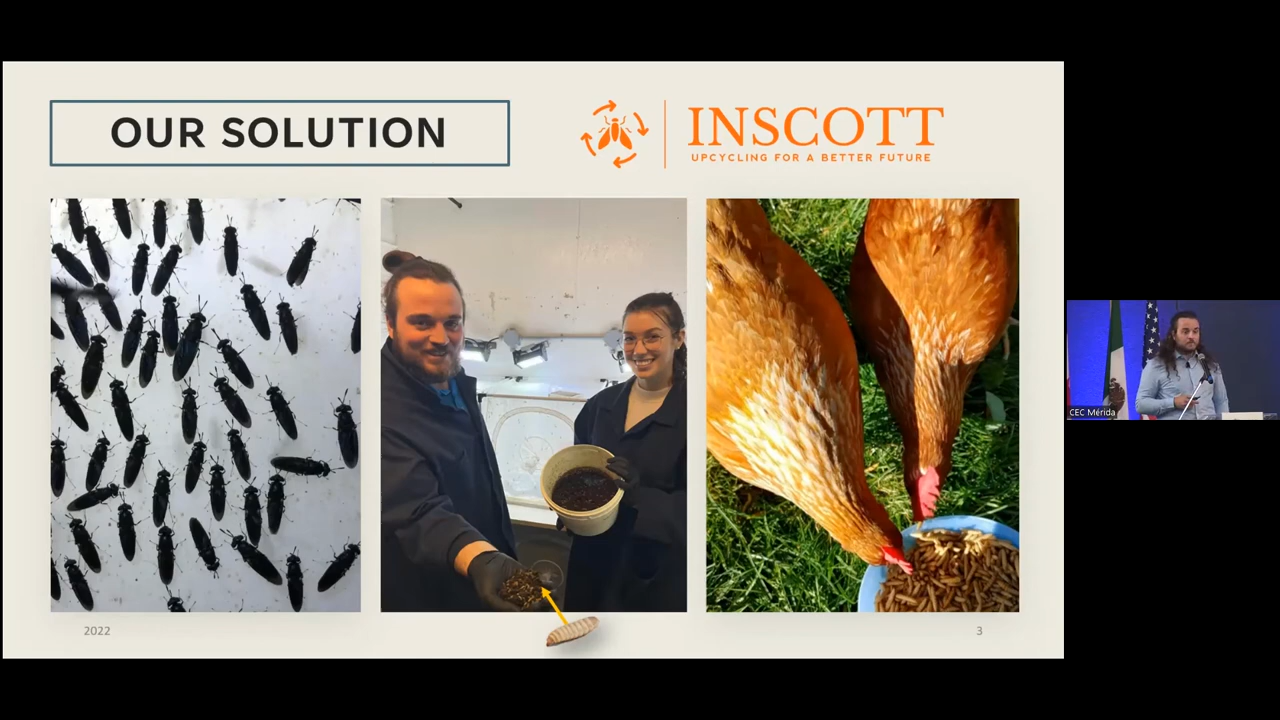 OUR SOLUTION
INSCOTT
UPCYCLING FOR A BETTER FUTURE
CEC Mérida
2022
3